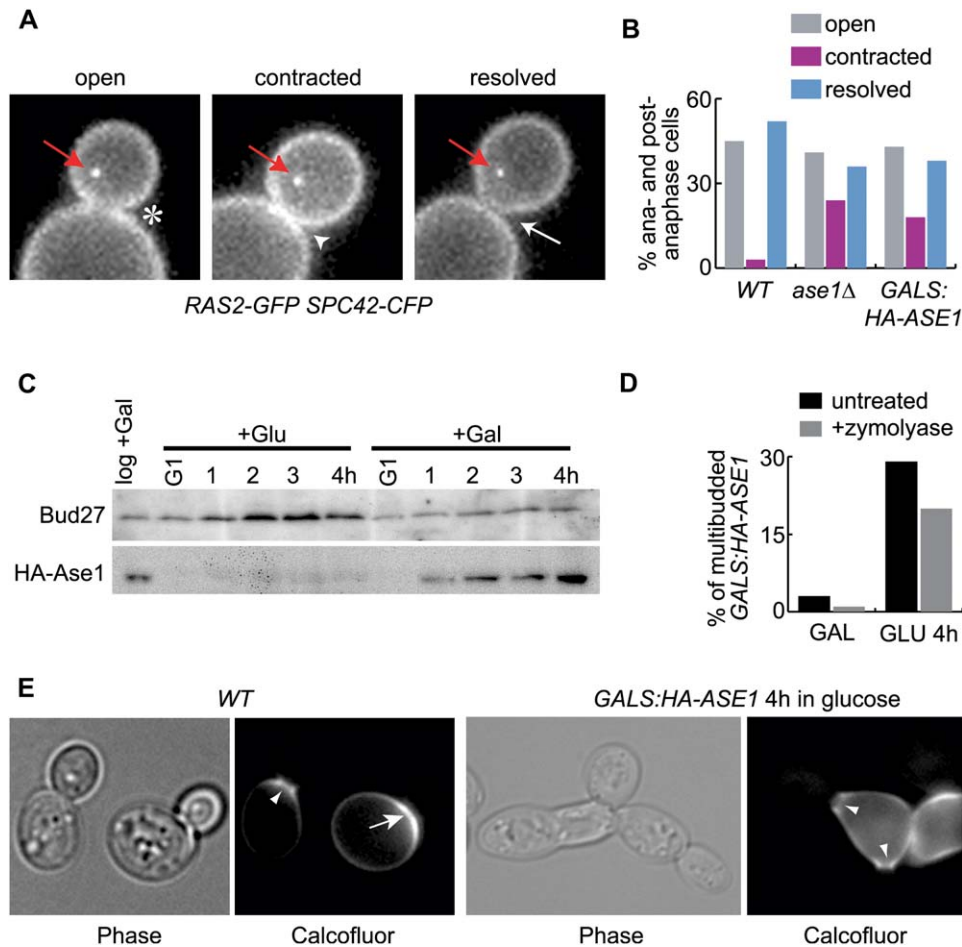 A
open
contracted
resolved
*
RAS2-GFP SPC42-CFP
B
open
contracted
resolved
% ana- and post-
anaphase cells
60
30
0
WT
ase1Δ
GALS:
HA-ASE1
C
log +Gal
+Glu
+Gal
G1 1 2 3 4h G1 1 2 3 4h
Bud27
HA-Ase1
D
untreated
+zymolyase
% of multibudded
GALS:HA-ASE1
30
15
0
GAL
GLU 4h
E
WT
GALS:HA-ASE1 4h in glucose
Phase
Calcofluor
Phase
Calcofluor